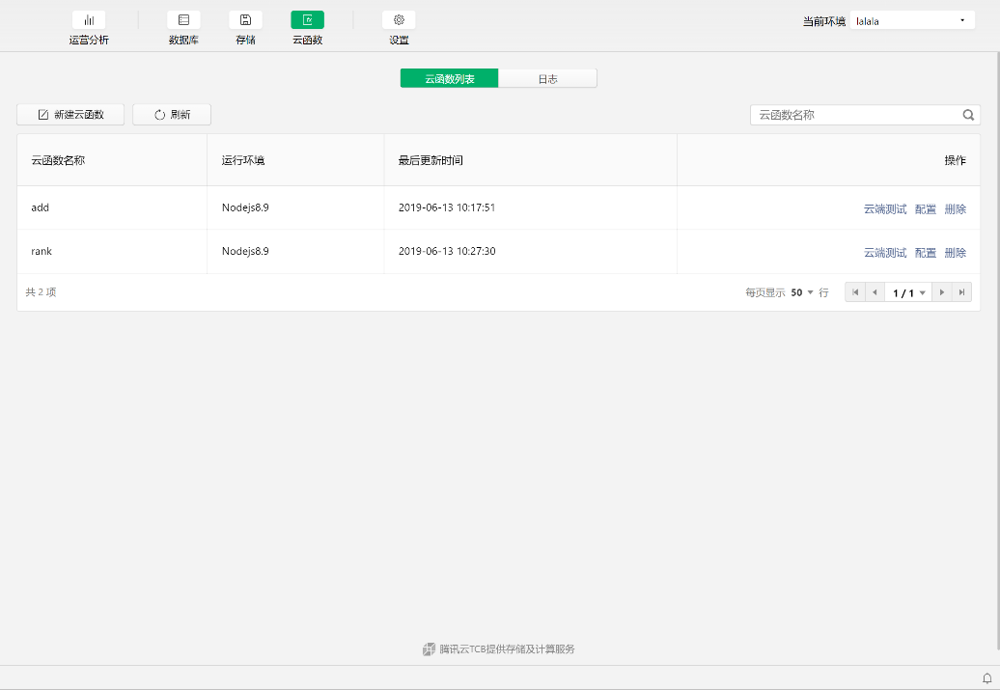 运营分析 数据库 存储 云函数 设置 当前环境 lalala
云函数列表 日志
新建云函数 刷新 云函数名称
云函数名称 运行环境 最后更新时间 操作
add Nodejs8.9 2019-06-13 10:17:51 云端测试 配置 删除
rank Nodejs8.9 2019-06-13 10:27:30 云端测试 配置 删除
共 2 项 每页显示 50 行 1 / 1
腾讯云TCB提供存储及计算服务